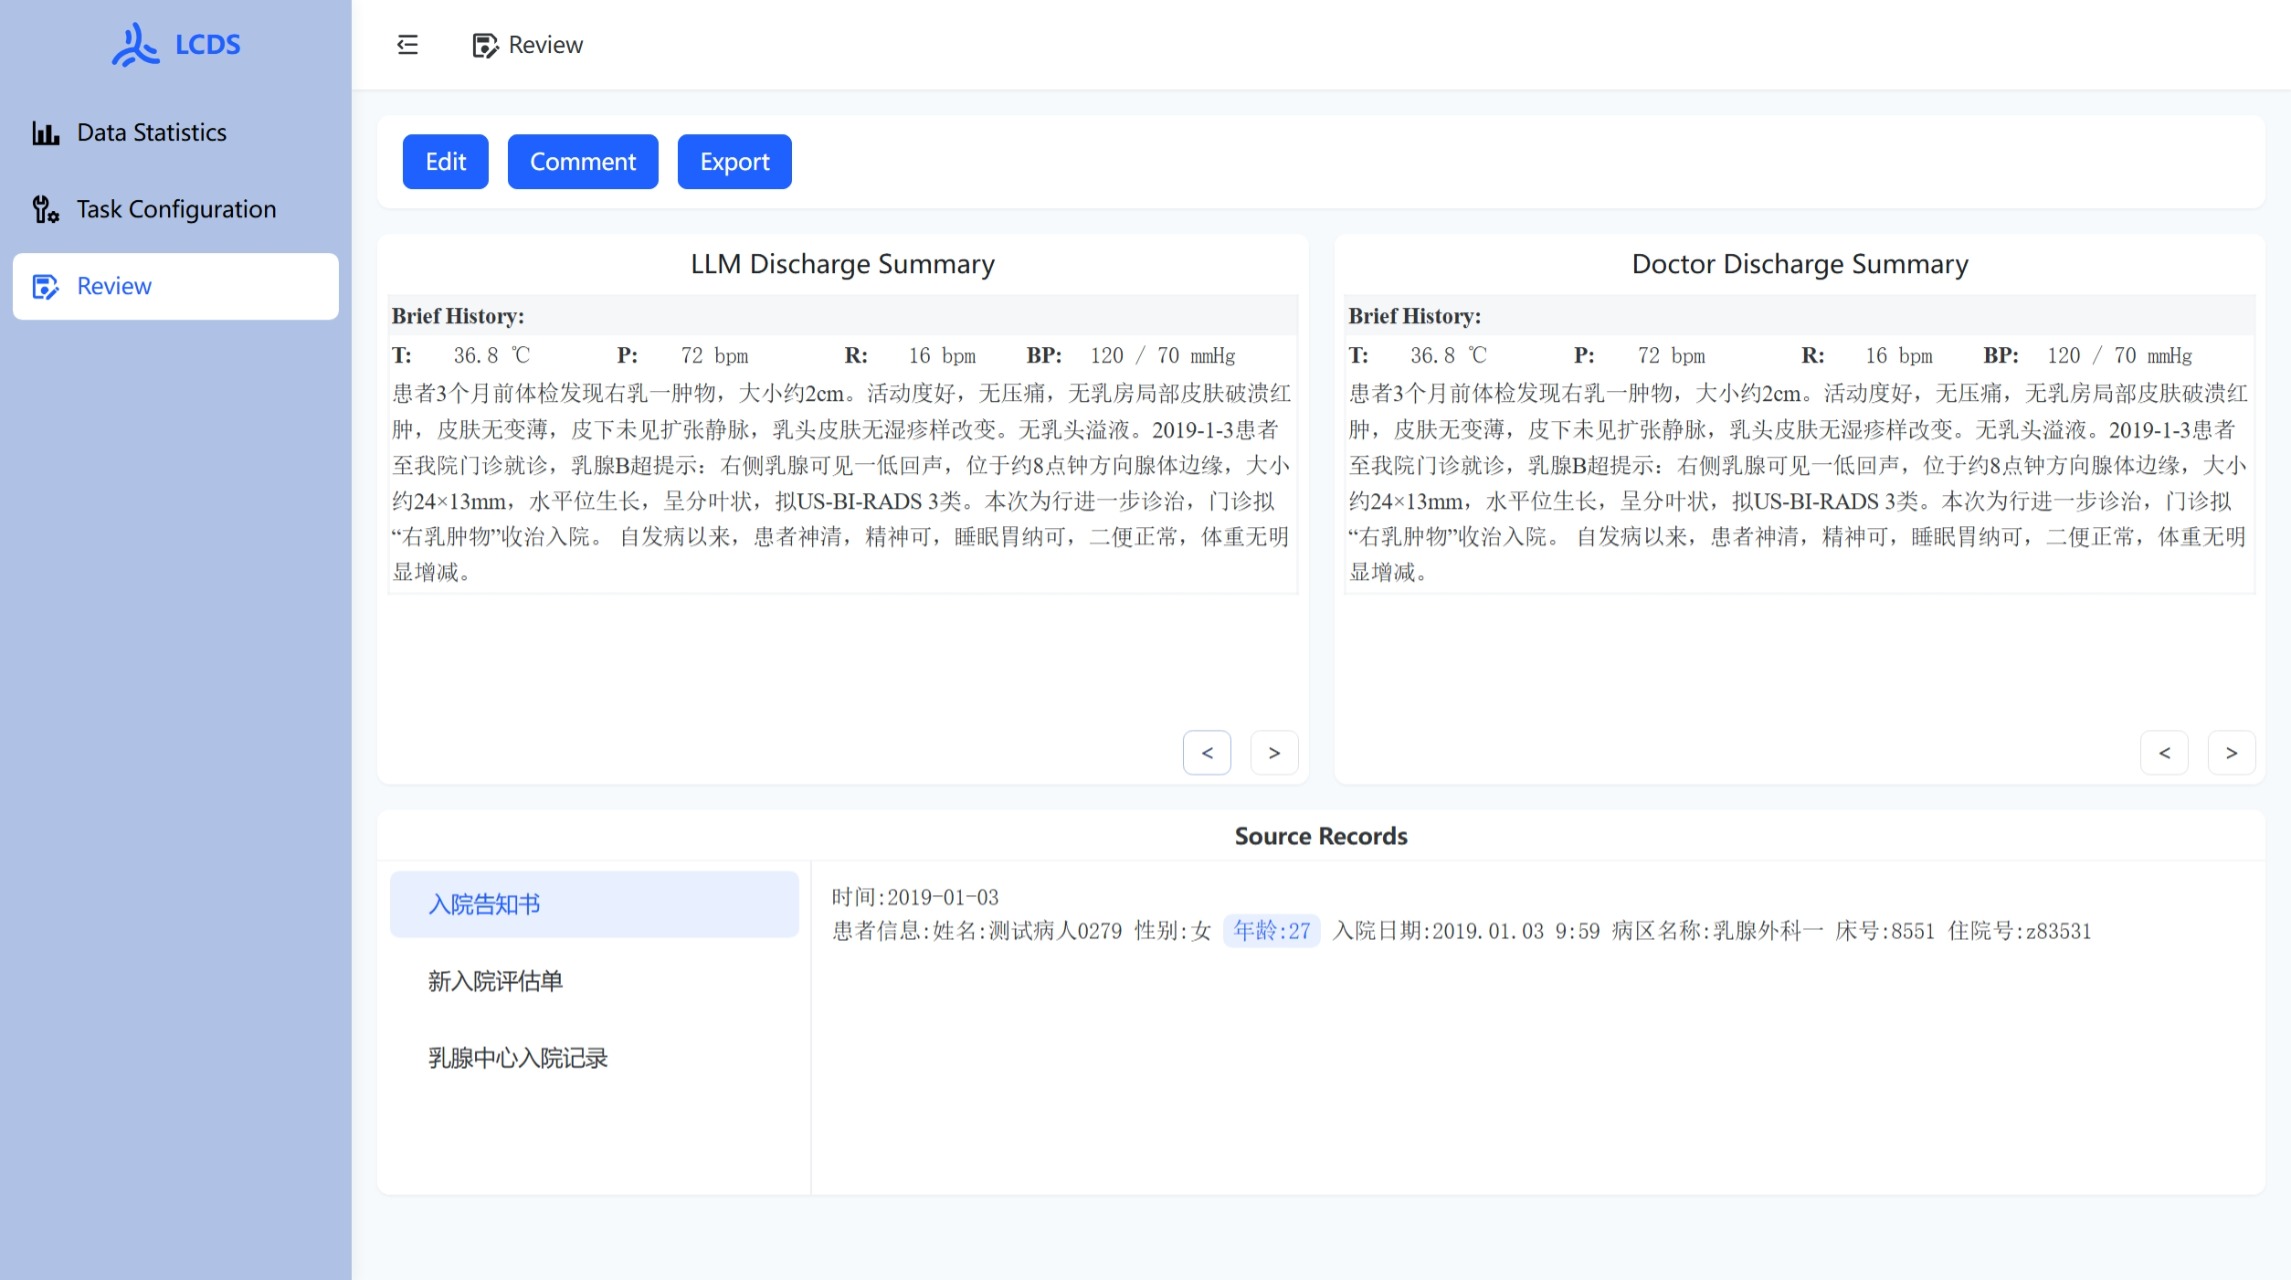 LCDS
Review
Data Statistics
Task Configuration
Review
Edit Comment Export
LLM Discharge Summary
Brief History:
T: 36.8 ℃ P: 72 bpm R: 16 bpm BP: 120 / 70 mmHg
患者3个月前体检发现右乳一肿物，大小约2cm。活动度好，无压痛，无乳房局部皮肤破溃红
肿，皮肤无变薄，皮下未见扩张静脉，乳头皮肤无湿疹样改变。无乳头溢液。2019-1-3患者
至我院门诊就诊，乳腺B超提示：右侧乳腺可见一低回声，位于约8点钟方向腺体边缘，大小
约24×13mm，水平位生长，呈分叶状，拟US-BI-RADS 3类。本次为行进一步诊治，门诊拟
“右乳肿物”收治入院。 自发病以来，患者神清，精神可，睡眠胃纳可，二便正常，体重无明
显增减。
< >
Doctor Discharge Summary
Brief History:
T: 36.8 ℃ P: 72 bpm R: 16 bpm BP: 120 / 70 mmHg
患者3个月前体检发现右乳一肿物，大小约2cm。活动度好，无压痛，无乳房局部皮肤破溃红
肿，皮肤无变薄，皮下未见扩张静脉，乳头皮肤无湿疹样改变。无乳头溢液。2019-1-3患者
至我院门诊就诊，乳腺B超提示：右侧乳腺可见一低回声，位于约8点钟方向腺体边缘，大小
约24×13mm，水平位生长，呈分叶状，拟US-BI-RADS 3类。本次为行进一步诊治，门诊拟
“右乳肿物”收治入院。 自发病以来，患者神清，精神可，睡眠胃纳可，二便正常，体重无明
显增减。
< >
Source Records
入院告知书
新入院评估单
乳腺中心入院记录
时间:2019-01-03
患者信息:姓名:测试病人0279 性别:女 年龄:27 入院日期:2019.01.03 9:59 病区名称:乳腺外科一 床号:8551 住院号:z83531